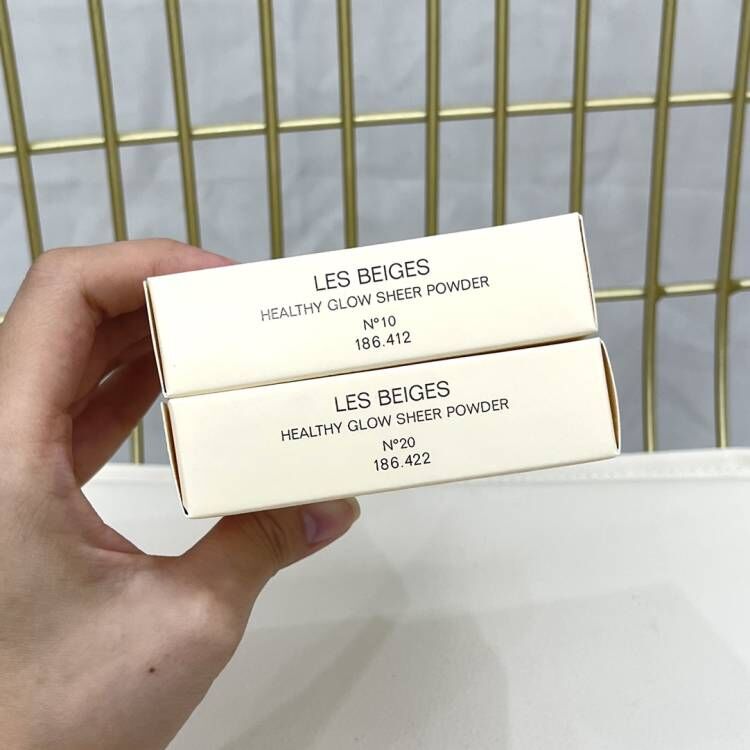 LES BEIGES
HEALTHY GLOW SHEER POWDER
N°10
186.412
LES BEIGES
HEALTHY GLOW SHEER POWDER
N°20
186.422